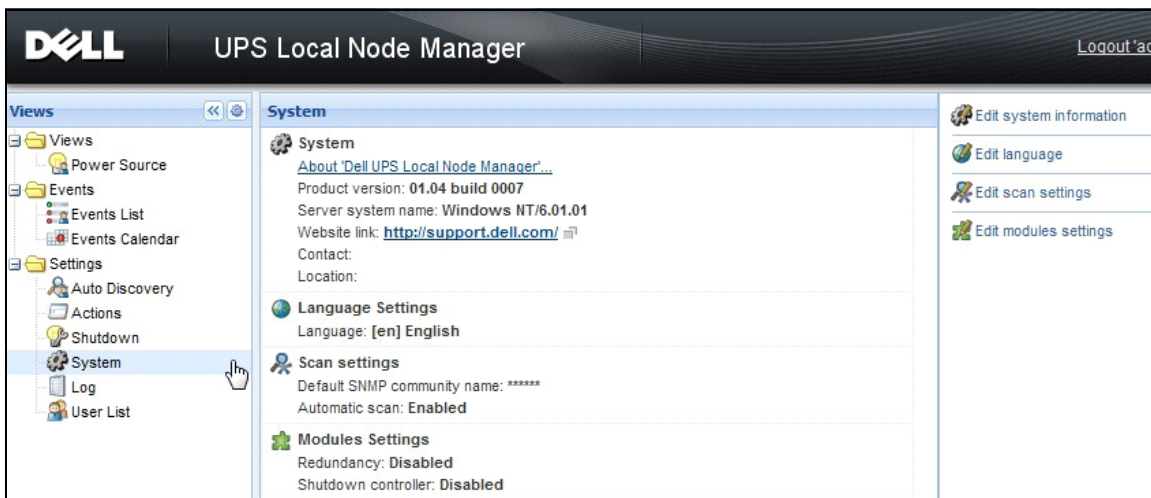 DELL
UPS Local Node Manager
Logout 'ad
Views
Views
Power Source
Events
Events List
Events Calendar
Settings
Auto Discovery
Actions
Shutdown
System
Log
User List
System
System
About 'Dell UPS Local Node Manager'...
Product version: 01.04 build 0007
Server system name: Windows NT/6.01.01
Website link: http://support.dell.com/
Contact:
Location:
Language Settings
Language: [en] English
Scan settings
Default SNMP community name: ******
Automatic scan: Enabled
Modules Settings
Redundancy: Disabled
Shutdown controller: Disabled
Edit system information
Edit language
Edit scan settings
Edit modules settings